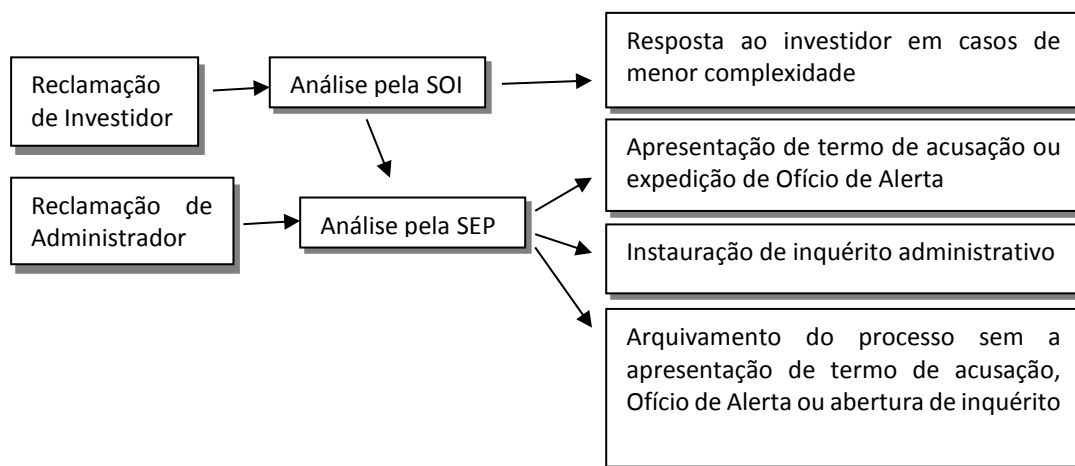 Reclamação
de Investidor
Análise pela SOI
Resposta ao investidor em casos de
menor complexidade
Reclamação de
Administrador
Análise pela SEP
Apresentação de termo de acusação ou
expedição de Ofício de Alerta
Instauração de inquérito administrativo
Arquivamento do processo sem a
apresentação de termo de acusação,
Ofício de Alerta ou abertura de inquérito